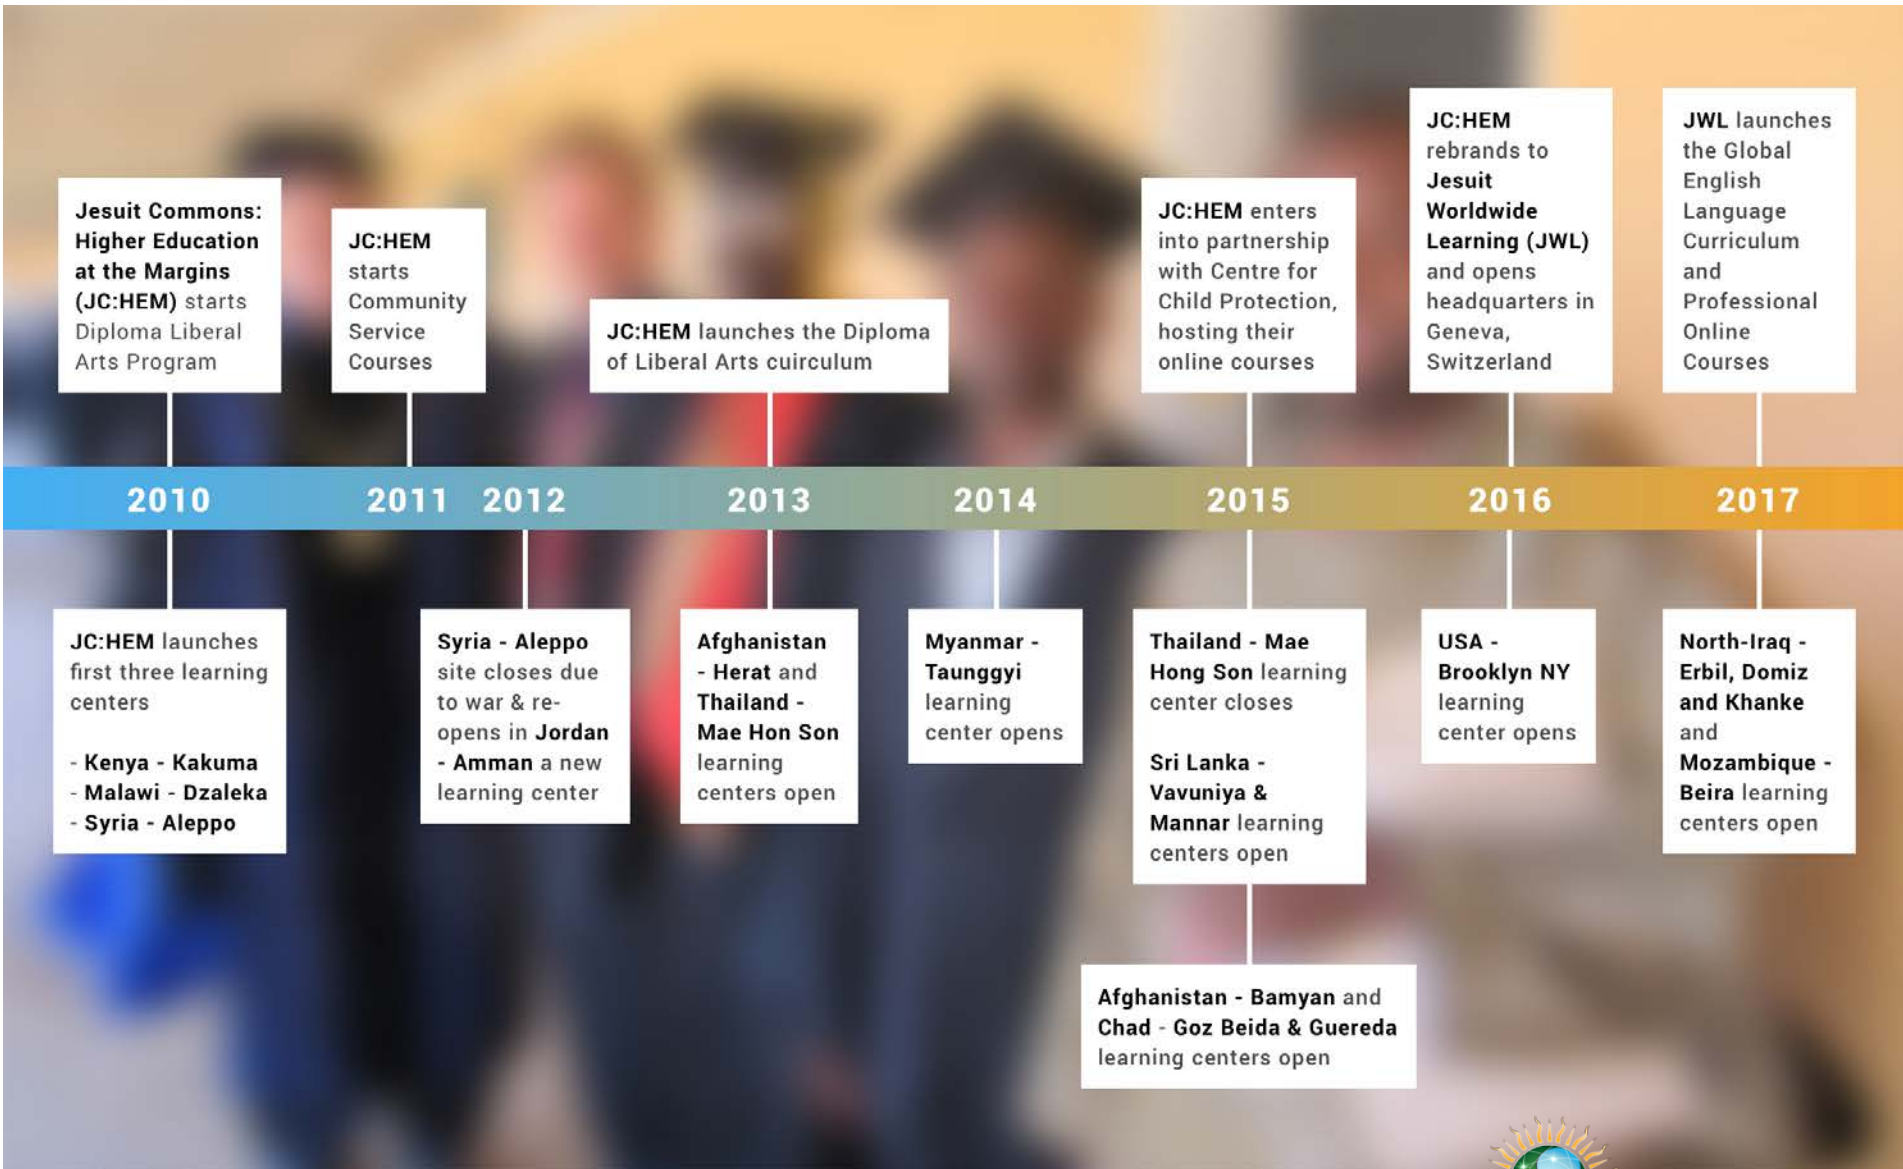 Jesuit Commons:
Higher Education
at the Margins
(JC:HEM) starts
Diploma Liberal
Arts Program
JC:HEM
starts
Community
Service
Courses
JC:HEM launches the Diploma
of Liberal Arts cuirculum
JC:HEM enters
into partnership
with Centre for
Child Protection,
hosting their
online courses
JC:HEM
rebrands to
Jesuit
Worldwide
Learning (JWL)
and opens
headquarters in
Geneva,
Switzerland
JWL launches
the Global
English
Language
Curriculum
and
Professional
Online
Courses
2010 2011 2012 2013 2014 2015 2016 2017
JC:HEM launches
first three learning
centers
- Kenya - Kakuma
- Malawi - Dzaleka
- Syria - Aleppo
Syria - Aleppo
site closes due
to war & re-
opens in Jordan
- Amman a new
learning center
Afghanistan
- Herat and
Thailand -
Mae Hon Son
learning
centers open
Myanmar -
Taunggyi
learning
center opens
Thailand - Mae
Hong Son learning
center closes
Sri Lanka -
Vavuniya &
Mannar learning
centers open
Afghanistan - Bamyan and
Chad - Goz Beida & Guereda
learning centers open
USA -
Brooklyn NY
learning
center opens
North-Iraq -
Erbil, Domiz
and Khanke
and
Mozambique -
Beira learning
centers open